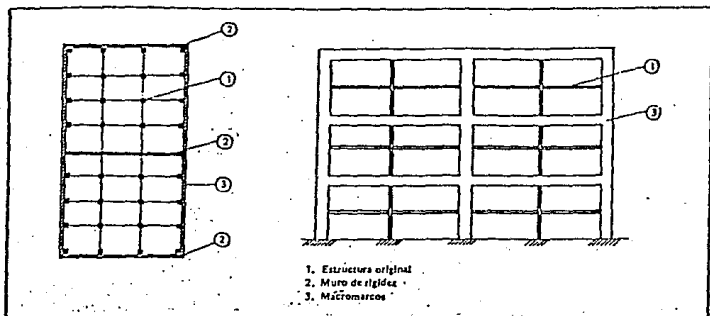 2
1
2
3
2
1
3
1. Estructura original
2. Muro de rigidez
3. Macromarcos